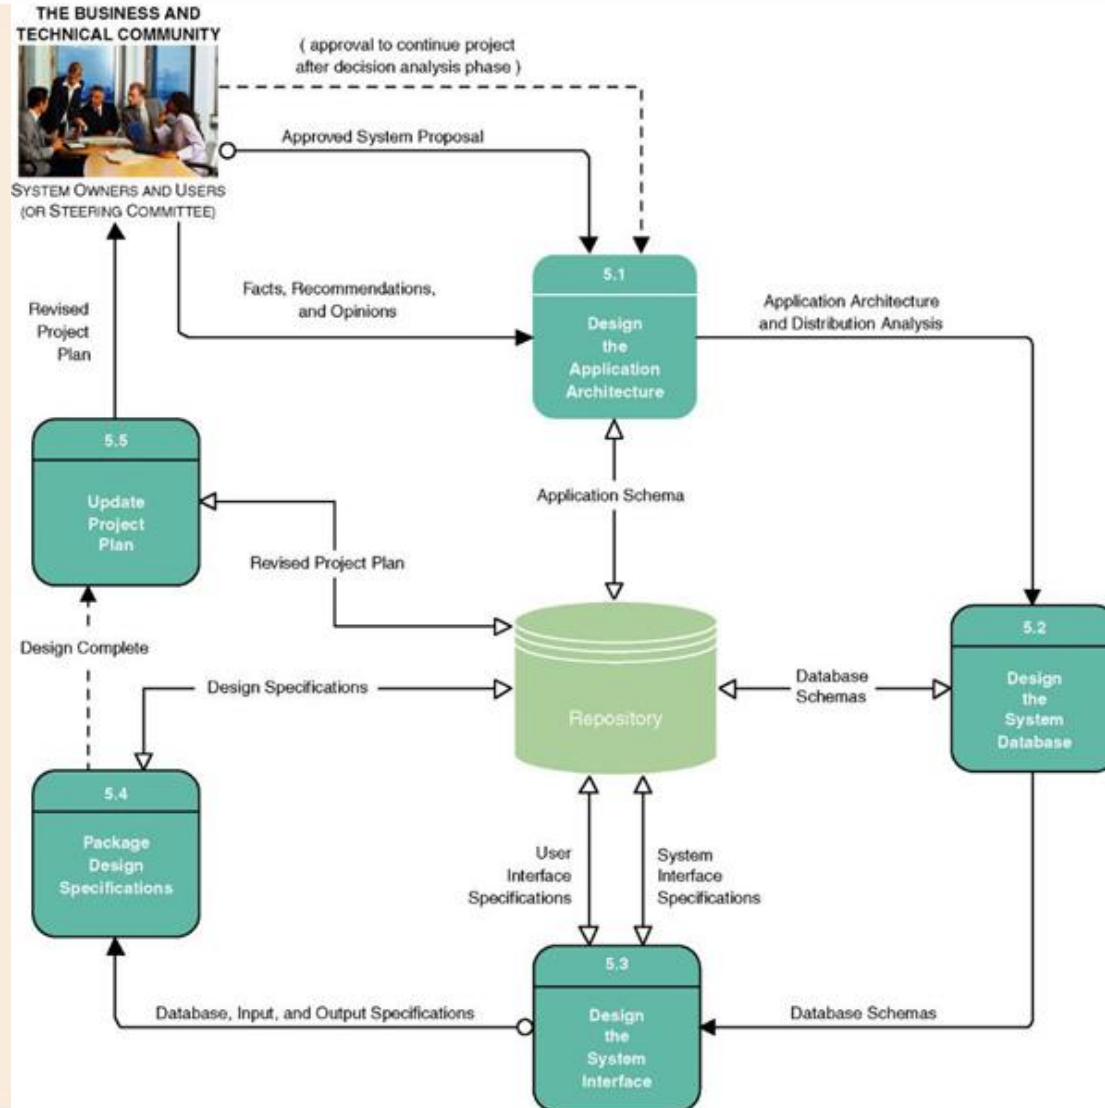 THE BUSINESS AND
TECHNICAL COMMUNITY
( approval to continue project
after decision analysis phase )
Approved System Proposal
SYSTEM OWNERS AND USERS
(OR STEERING COMMITTEE)
Facts, Recommendations,
and Opinions
Revised
Project
Plan
5.1
Design
the
Application
Architecture
Application Architecture
and Distribution Analysis
5.5
Update
Project
Plan
Application Schema
Revised Project Plan
Design Complete
Design Specifications
Repository
Database
Schemas
5.2
Design
the
System
Database
5.4
Package
Design
Specifications
User
Interface
Specifications
System
Interface
Specifications
5.3
Design
the
System
Interface
Database, Input, and Output Specifications
Database Schemas